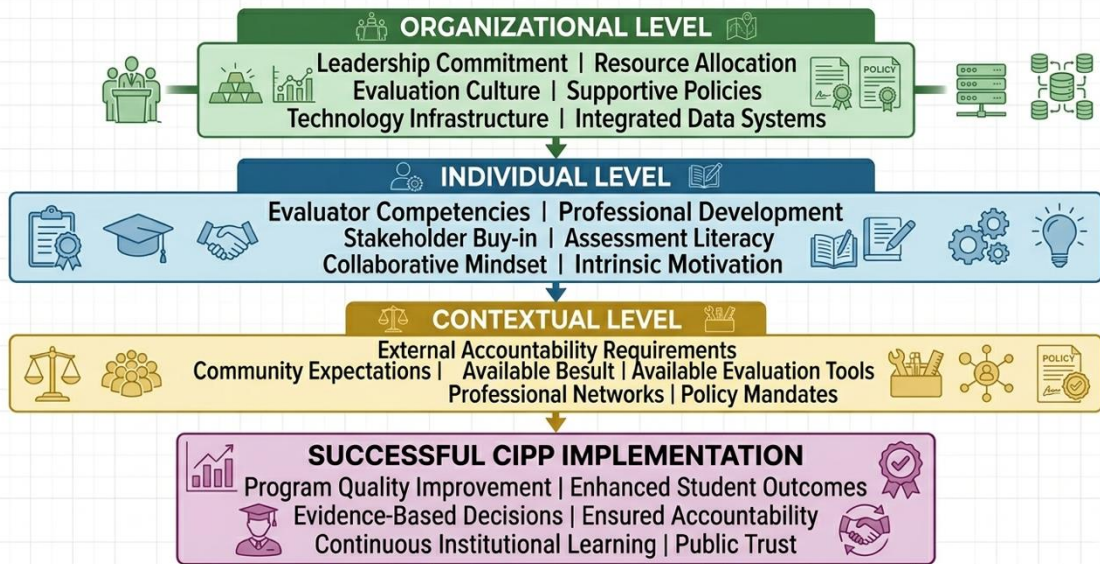 ORGANIZATIONAL LEVEL
Leadership Commitment | Resource Allocation
Evaluation Culture | Supportive Policies
Technology Infrastructure | Integrated Data Systems
POLICY
INDIVIDUAL LEVEL
Evaluator Competencies | Professional Development
Stakeholder Buy-in | Assessment Literacy
Collaborative Mindset | Intrinsic Motivation
CONTEXTUAL LEVEL
External Accountability Requirements
Community Expectations | Available Besult | Available Evaluation Tools
Professional Networks | Policy Mandates
POLICY
SUCCESSFUL CIPP IMPLEMENTATION
Program Quality Improvement | Enhanced Student Outcomes
Evidence-Based Decisions | Ensured Accountability
Continuous Institutional Learning | Public Trust